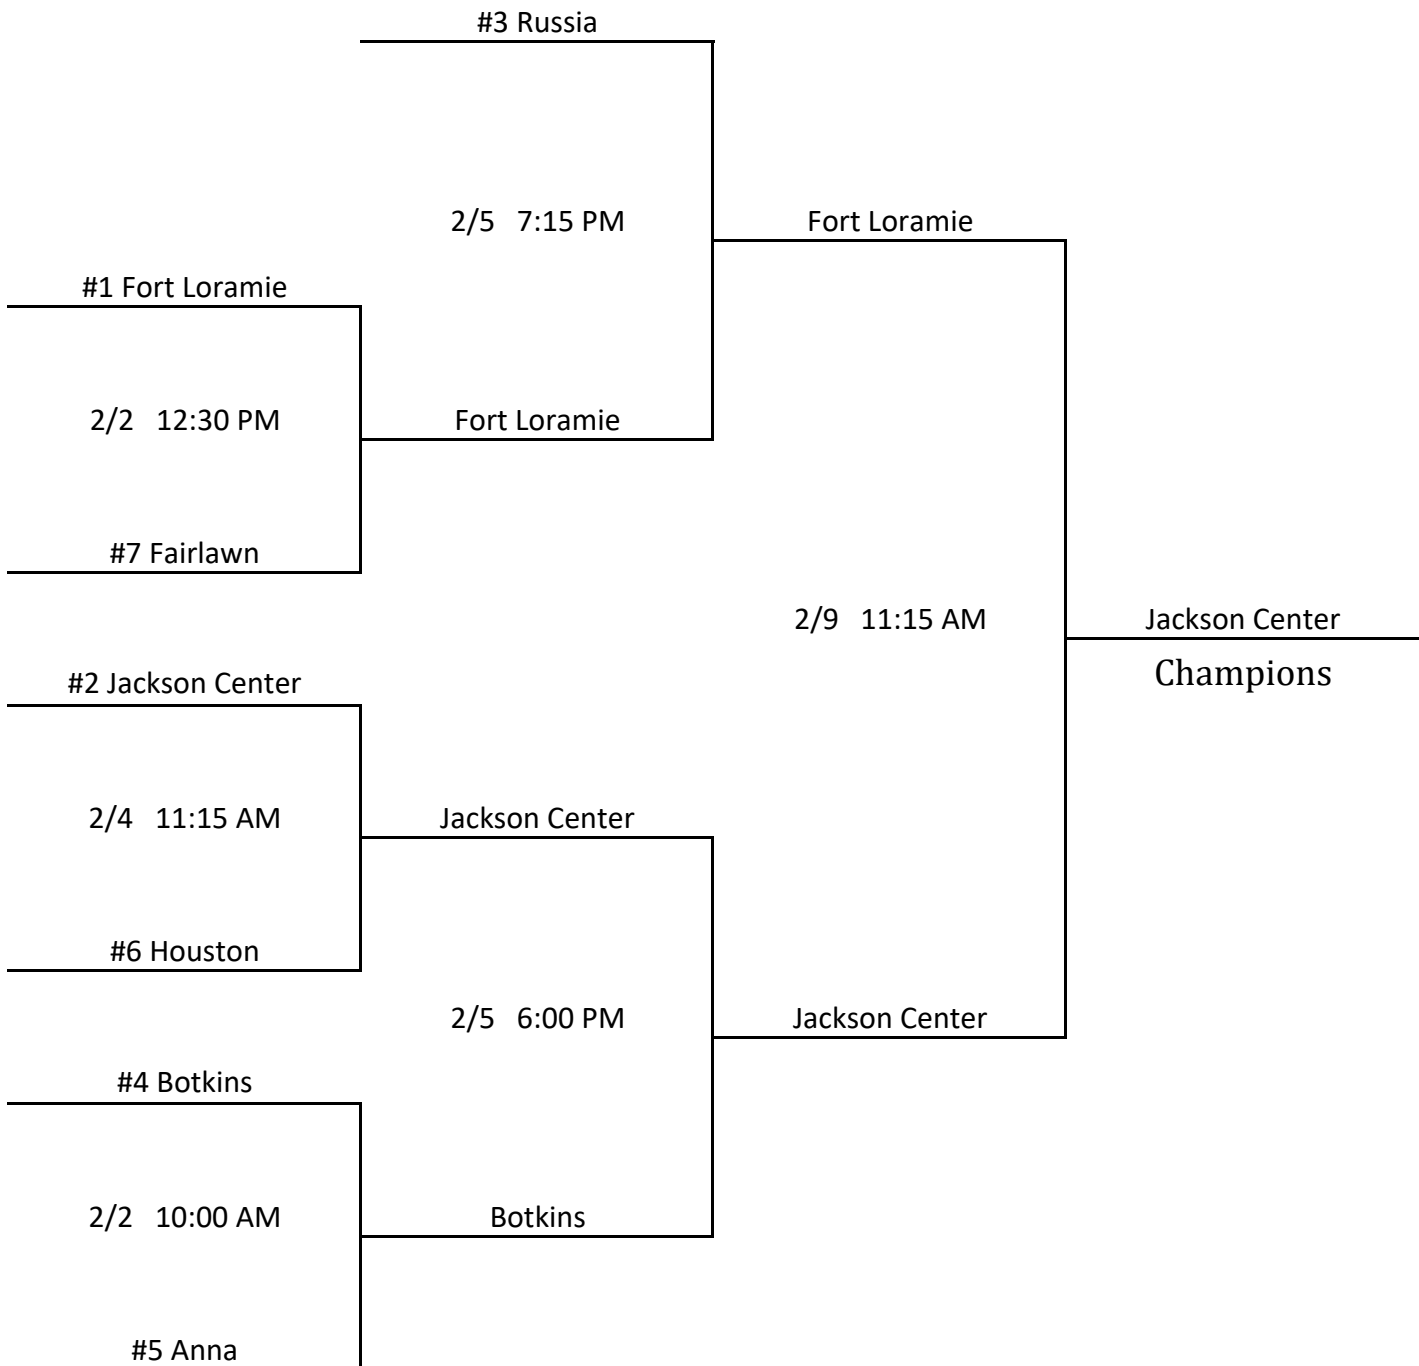 #3 Russia
2/5 7:15 PM
Fort Loramie
#1 Fort Loramie
2/2 12:30 PM
Fort Loramie
#7 Fairlawn
2/9 11:15 AM
Jackson Center
Champions
#2 Jackson Center
2/4 11:15 AM
Jackson Center
#6 Houston
2/5 6:00 PM
Jackson Center
#4 Botkins
2/2 10:00 AM
Botkins
#5 Anna